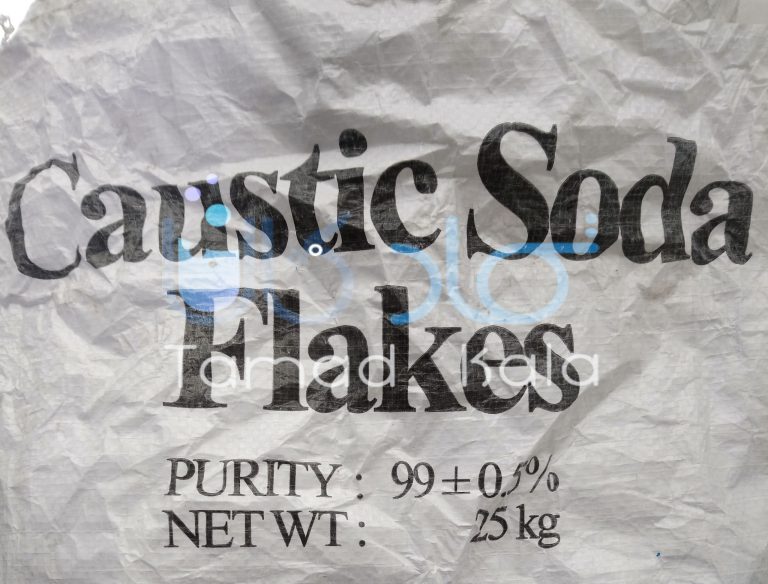 Caustic Soda
Flakes
Tamad Kala
PURITY : 99 ± 0.5%
NET WT : 25 kg